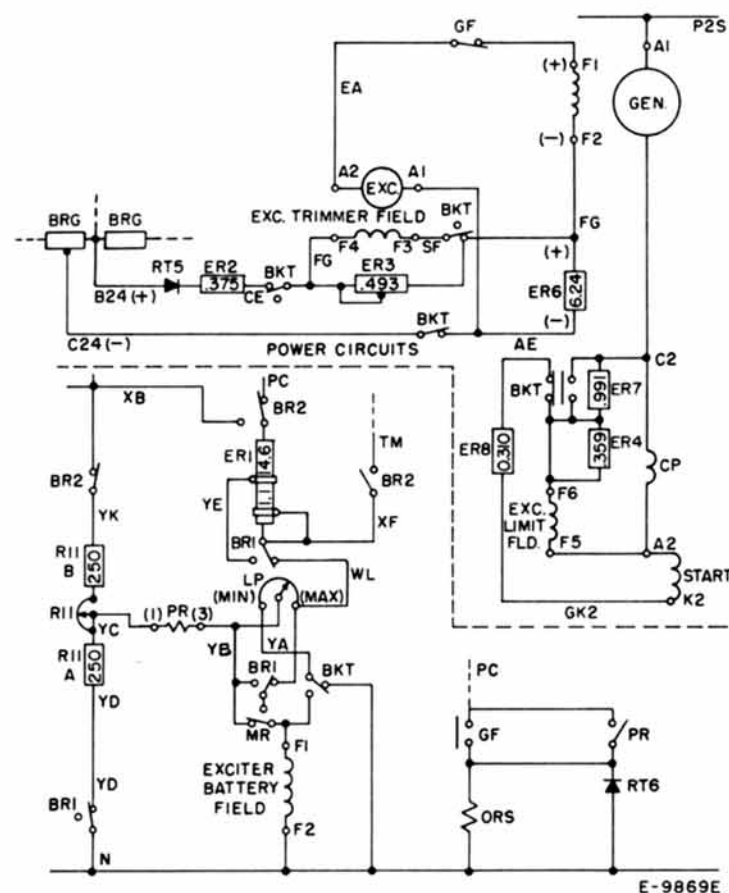 GF
P2S
A1
(+) F1
EA
GEN.
(-) F2
A2 EXC. A1
BRG BRG
EXC. TRIMMER FIELD
BKT
FG
F4 F3 SF
(+)
FG
RT5 ER2 BKT ER3
.375 .493
ER6 6.24
B24(+)
CE
(-)
BKT
C24(-)
POWER CIRCUITS
AE
C2
PC
XB
BR2
BKT
.991 ER7
ER1 14.6
TM
ER8 0.310
.359 ER4
CP
BR2
BR2
YE 1.1
YK
XF
F6
EXC.
LIMIT
FLD.
R11
B 250
BR1
F5 A2
WL
START
LP
(MIN) (MAX)
K2
R11
(1) PR (3)
GK2
YC
YB YA
R11
A 250
BR1
BKT
PC
YD
MR
GF PR
F1
EXCITER
BATTERY
FIELD
YD
RT6
BR1
ORS
F2
N
E-9869E